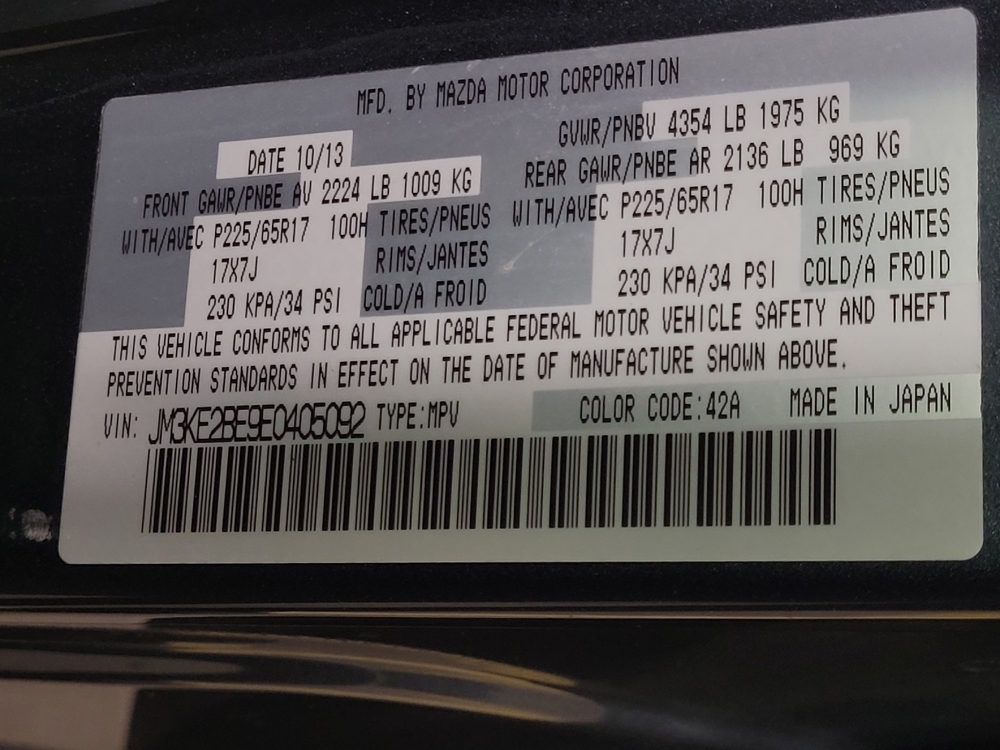 MFD. BY MAZDA MOTOR CORPORATION
DATE 10/13
GVWR/PNBV 4354 LB 1975 KG
FRONT GAWR/PNBE AV 2224 LB 1009 KG
REAR GAWR/PNBE AR 2136 LB 969 KG
WITH/AVEC P225/65R17 100H TIRES/PNEUS
WITH/AVEC P225/65R17 100H TIRES/PNEUS
17X7J RIMS/JANTES
17X7J RIMS/JANTES
230 KPA/34 PSI COLD/A FROID
230 KPA/34 PSI COLD/A FROID
THIS VEHICLE CONFORMS TO ALL APPLICABLE FEDERAL MOTOR VEHICLE SAFETY AND THEFT
PREVENTION STANDARDS IN EFFECT ON THE DATE OF MANUFACTURE SHOWN ABOVE.
VIN: JM3KE2BE9E0405092 TYPE:MPV COLOR CODE:42A MADE IN JAPAN